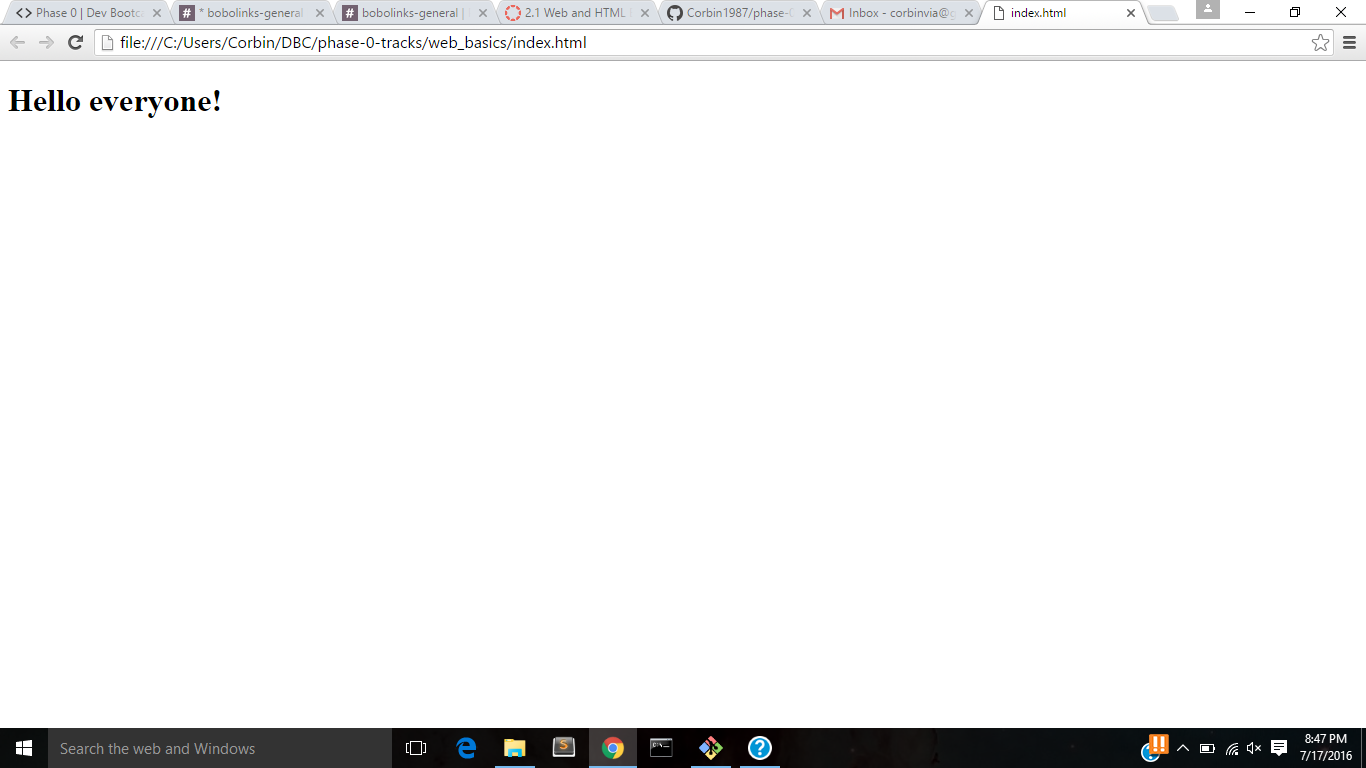 Phase 0 | Dev Bootc
* bobolinks-general
bobolinks-general |
2.1 Web and HTML
Corbin1987/phase-0
Inbox - corbinvia@g
index.html
file:///C:/Users/Corbin/DBC/phase-0-tracks/web_basics/index.html
Hello everyone!
Search the web and Windows
8:47 PM
7/17/2016